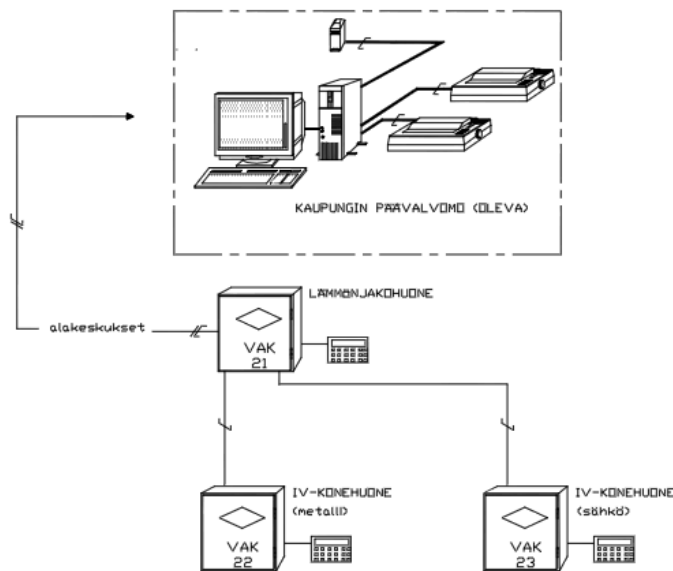 KAUPUNGIN PÄÄVALVOMO (OLEVA)
LÄMMÖNJAKOHUONE
alakeskukset
VAK
21
IV-KONEHUONE
(metalli)
VAK
22
IV-KONEHUONE
(sähkö)
VAK
23